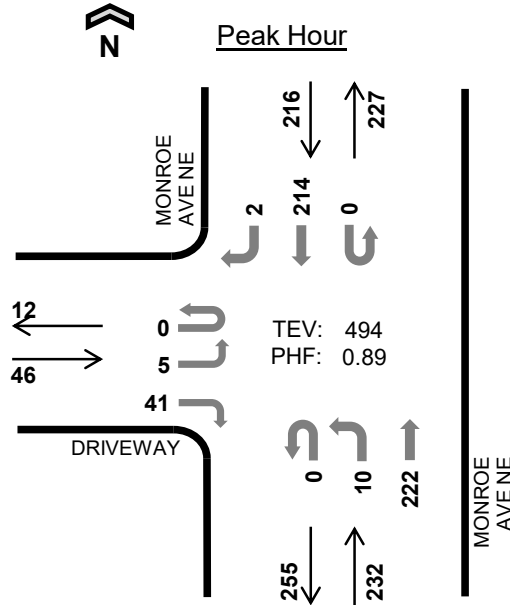 Peak Hour
N
216
227
MONROE
AVE NE
2
214
0
12
0
TEV: 494
46
5
PHF: 0.89
41
DRIVEWAY
0
10
222
MONROE
AVE NE
255
232